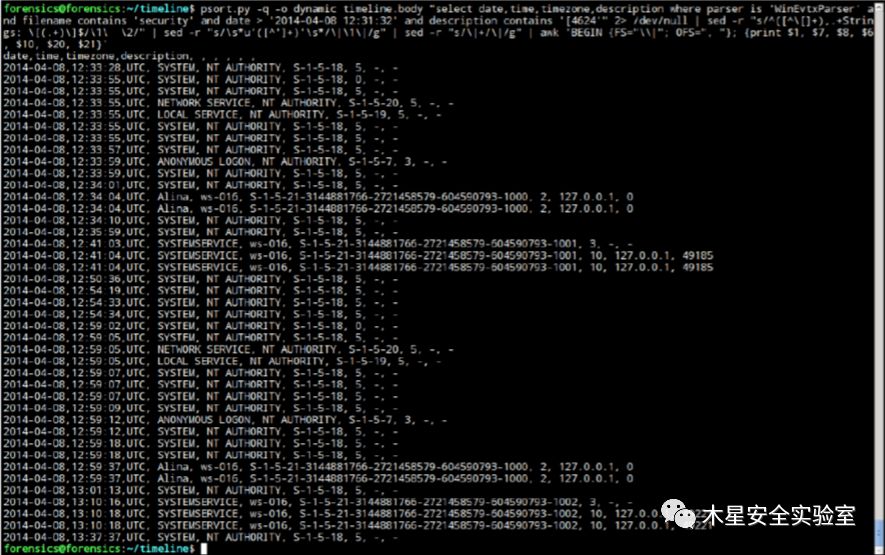 forensics@forensics:~/timeline$ psort.py -q -o dynamic timeline.body "select date,time,timezone,description where parser is 'WinEvtxParser' a
nd filename contains 'security' and date > '2014-04-08 12:31:32' and description contains '[4624'" 2> /dev/null | sed -r "s/^([^\[]+),.+Strin
gs: \[(.+)\]$/\1\ \2/" | sed -r "s/\s*u'([^']+)'\s*/\|\1\|/g" | sed -r "s/\|+/\|/g" | awk 'BEGIN {FS="\\|"; OFS=", "}; {print $1, $7, $8, $6
, $10, $20, $21}'
date,time,timezone,description, , , , , ,
2014-04-08,12:33:28,UTC, SYSTEM, NT AUTHORITY, S-1-5-18, 5, -, -
2014-04-08,12:33:55,UTC, SYSTEM, NT AUTHORITY, S-1-5-18, 0, -, -
2014-04-08,12:33:55,UTC, NETWORK SERVICE, NT AUTHORITY, S-1-5-20, 5, -, -
2014-04-08,12:33:55,UTC, LOCAL SERVICE, NT AUTHORITY, S-1-5-19, 5, -, -
2014-04-08,12:33:55,UTC, SYSTEM, NT AUTHORITY, S-1-5-18, 5, -, -
2014-04-08,12:33:55,UTC, SYSTEM, NT AUTHORITY, S-1-5-18, 5, -, -
2014-04-08,12:33:57,UTC, SYSTEM, NT AUTHORITY, S-1-5-18, 5, -, -
2014-04-08,12:33:59,UTC, ANONYMOUS LOGON, NT AUTHORITY, S-1-5-7, 3, -, -
2014-04-08,12:33:59,UTC, SYSTEM, NT AUTHORITY, S-1-5-18, 5, -, -
2014-04-08,12:34:01,UTC, SYSTEM, NT AUTHORITY, S-1-5-18, 5, -, -
2014-04-08,12:34:04,UTC, Alina, ws-016, S-1-5-21-3144881766-2721458579-604590793-1000, 2, 127.0.0.1, 0
2014-04-08,12:34:04,UTC, Alina, ws-016, S-1-5-21-3144881766-2721458579-604590793-1000, 2, 127.0.0.1, 0
2014-04-08,12:34:10,UTC, SYSTEM, NT AUTHORITY, S-1-5-18, 5, -, -
2014-04-08,12:35:59,UTC, SYSTEM, NT AUTHORITY, S-1-5-18, 5, -, -
2014-04-08,12:41:03,UTC, SYSTEMSERVICE, ws-016, S-1-5-21-3144881766-2721458579-604590793-1001, 3, -, -
2014-04-08,12:41:04,UTC, SYSTEMSERVICE, ws-016, S-1-5-21-3144881766-2721458579-604590793-1001, 10, 127.0.0.1, 49185
2014-04-08,12:41:04,UTC, SYSTEMSERVICE, ws-016, S-1-5-21-3144881766-2721458579-604590793-1001, 10, 127.0.0.1, 49185
2014-04-08,12:50:36,UTC, SYSTEM, NT AUTHORITY, S-1-5-18, 5, -, -
2014-04-08,12:54:19,UTC, SYSTEM, NT AUTHORITY, S-1-5-18, 5, -, -
2014-04-08,12:54:33,UTC, SYSTEM, NT AUTHORITY, S-1-5-18, 5, -, -
2014-04-08,12:54:34,UTC, SYSTEM, NT AUTHORITY, S-1-5-18, 5, -, -
2014-04-08,12:59:02,UTC, SYSTEM, NT AUTHORITY, S-1-5-18, 0, -, -
2014-04-08,12:59:05,UTC, SYSTEM, NT AUTHORITY, S-1-5-18, 5, -, -
2014-04-08,12:59:05,UTC, NETWORK SERVICE, NT AUTHORITY, S-1-5-20, 5, -, -
2014-04-08,12:59:05,UTC, LOCAL SERVICE, NT AUTHORITY, S-1-5-19, 5, -, -
2014-04-08,12:59:07,UTC, SYSTEM, NT AUTHORITY, S-1-5-18, 5, -, -
2014-04-08,12:59:07,UTC, SYSTEM, NT AUTHORITY, S-1-5-18, 5, -, -
2014-04-08,12:59:07,UTC, SYSTEM, NT AUTHORITY, S-1-5-18, 5, -, -
2014-04-08,12:59:09,UTC, SYSTEM, NT AUTHORITY, S-1-5-18, 5, -, -
2014-04-08,12:59:12,UTC, ANONYMOUS LOGON, NT AUTHORITY, S-1-5-7, 3, -, -
2014-04-08,12:59:12,UTC, SYSTEM, NT AUTHORITY, S-1-5-18, 5, -, -
2014-04-08,12:59:18,UTC, SYSTEM, NT AUTHORITY, S-1-5-18, 5, -, -
2014-04-08,12:59:18,UTC, SYSTEM, NT AUTHORITY, S-1-5-18, 5, -, -
2014-04-08,12:59:37,UTC, Alina, ws-016, S-1-5-21-3144881766-2721458579-604590793-1000, 2, 127.0.0.1, 0
2014-04-08,12:59:37,UTC, Alina, ws-016, S-1-5-21-3144881766-2721458579-604590793-1000, 2, 127.0.0.1, 0
2014-04-08,13:01:13,UTC, SYSTEM, NT AUTHORITY, S-1-5-18, 5, -, -
2014-04-08,13:10:16,UTC, SYSTEMSERVICE, ws-016, S-1-5-21-3144881766-2721458579-604590793-1002, 3, -, -
2014-04-08,13:10:18,UTC, SYSTEMSERVICE, ws-016, S-1-5-21-3144881766-2721458579-604590793-1002, 10, 127.0.0.1,
2014-04-08,13:10:18,UTC, SYSTEMSERVICE, ws-016, S-1-5-21-3144881766-2721458579-604590793-1002, 10, 127.0.0.1,
2014-04-08,13:37:37,UTC, SYSTEM, NT AUTHORITY, S-1-5-18, 5, -, -
forensics@forensics:~/timeline$
木星安全实验室